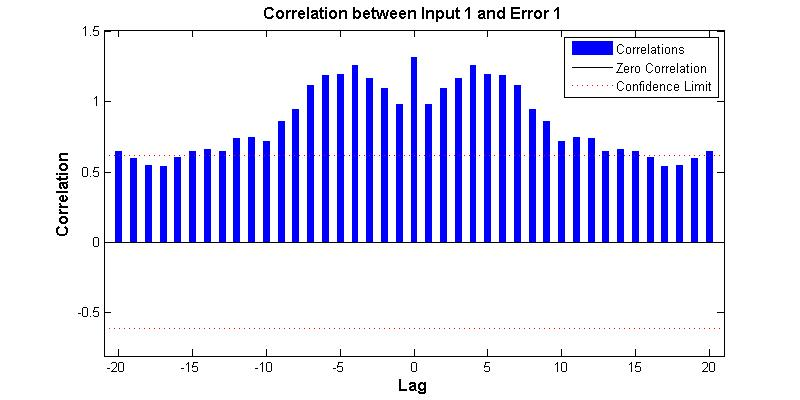 Correlation between Input 1 and Error 1
Correlations
Zero Correlation
Confidence Limit
1.5
1
0.5
0
-0.5
Correlation
-20
-15
-10
-5
0
5
10
15
20
Lag